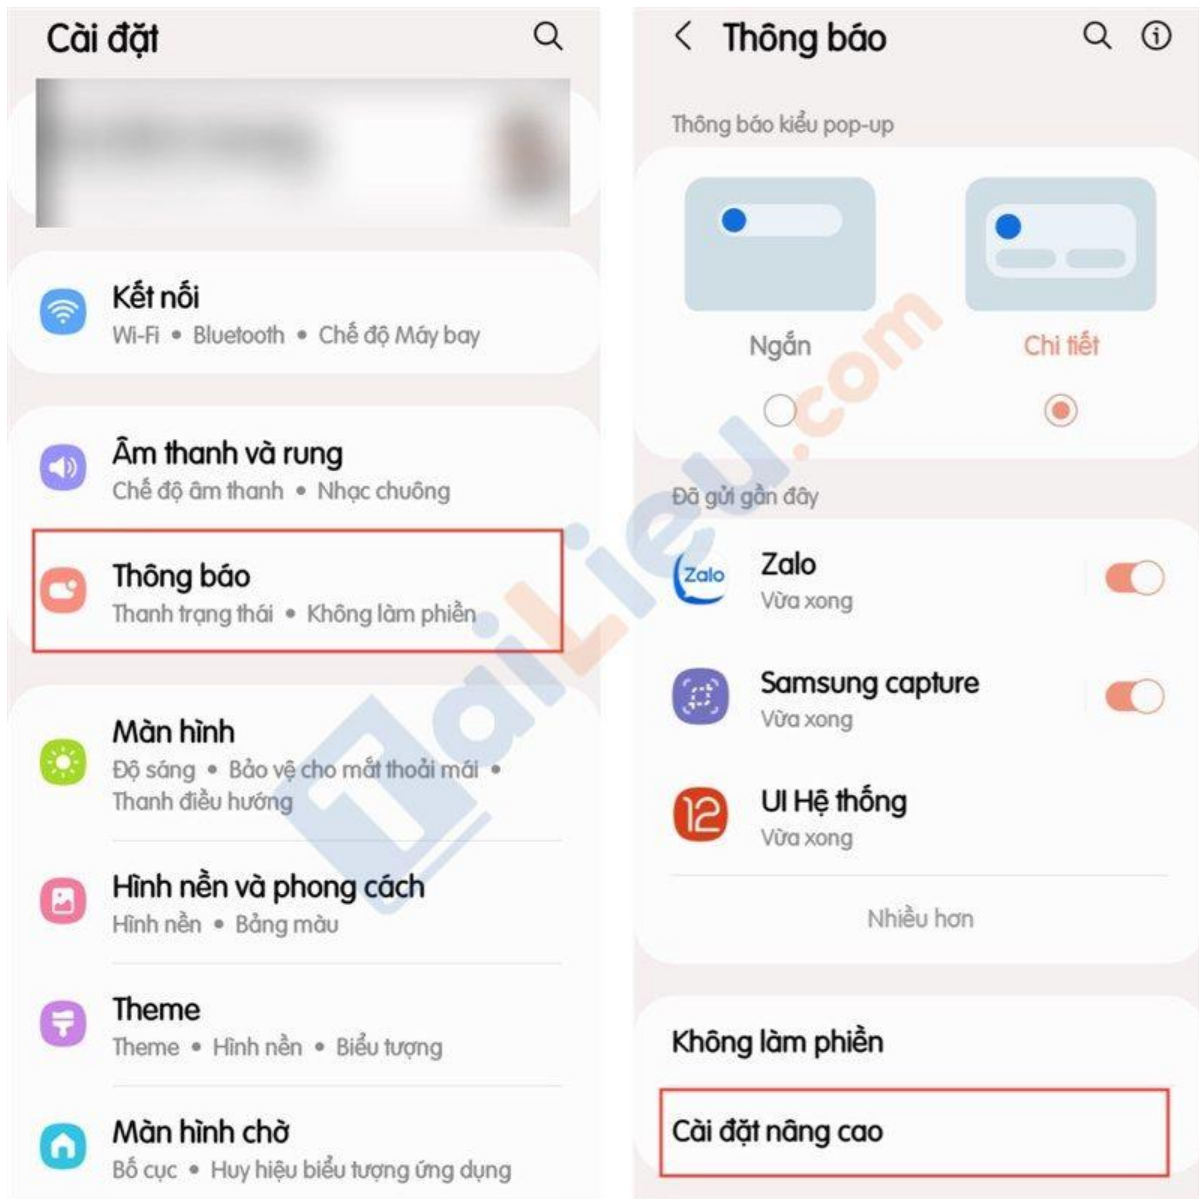 Cài đặt
Kết nối
Wi-Fi • Bluetooth • Chế độ Máy bay
Âm thanh và rung
Chế độ âm thanh • Nhạc chuông
Thông báo
Thanh trạng thái • Không làm phiền
Màn hình
Độ sáng • Bảo vệ cho mắt thoải mái •
Thanh điều hướng
Hình nền và phong cách
Hình nền • Bảng màu
Theme
Theme • Hình nền • Biểu tượng
Màn hình chờ
Bố cục • Huy hiệu biểu tượng ứng dụng
Thông báo
Thông báo kiểu pop-up
Ngắn
Chi tiết
Đã gửi gần đây
Zalo
Zalo
Vừa xong
Samsung capture
Vừa xong
12
UI Hệ thống
Vừa xong
Nhiều hơn
Không làm phiền
Cài đặt nâng cao
TaiLieu.com